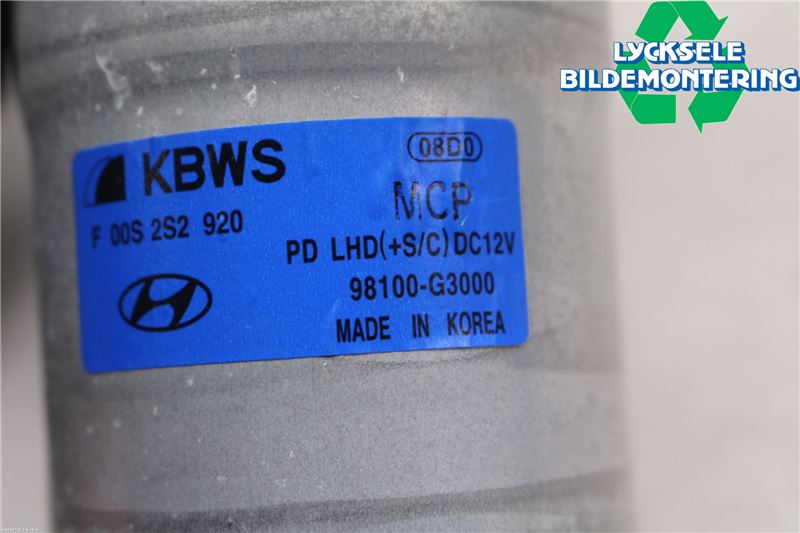 LYCKSELE
BILDEMONTERING
KBWS
08D0
F 00S 2S2 920
MCP
PD LHD(+S/C)DC12V
98100-G3000
MADE IN KOREA